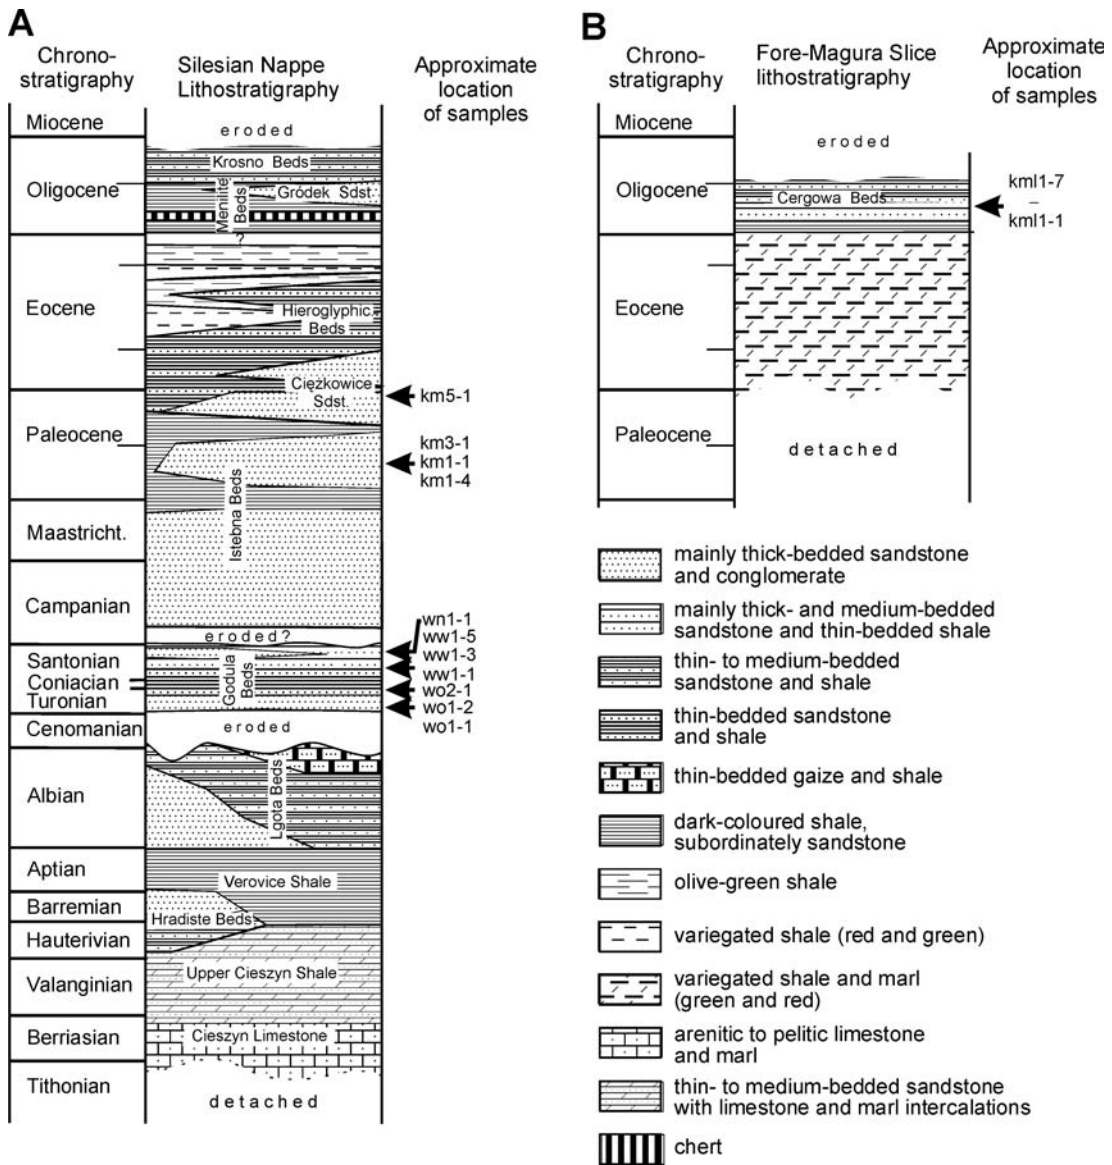 A
Chrono-
stratigraphy
Silesian Nappe
Lithostratigraphy
Approximate
location
of samples
Miocene
eroded
Krosno Beds
Oligocene
Menilite
Beds
Gródek Sdst.
?
Eocene
Hieroglyphic.
Beds
Ciężkowice
Sdst.
km5-1
Paleocene
km3-1
km1-1
km1-4
Istebna Beds
Maastricht.
Campanian
eroded?
wn1-1
ww1-5
ww1-3
ww1-1
wo2-1
wo1-2
wo1-1
Santonian
Coniacian
Turonian
Godula
Beds
Cenomanian
eroded
Albian
Lgota Beds
Aptian
Verovice Shale
Barremian
Hradiste Beds
Hauterivian
Valanginian
Upper Cieszyn Shale
Berriasian
Cieszyn Limestone
Tithonian
detached
B
Chrono-
stratigraphy
Fore-Magura Slice
lithostratigraphy
Approximate
location
of samples
Miocene
eroded
Oligocene
Cergowa Beds
kml1-7
–
kml1-1
Eocene
Paleocene
detached
mainly thick-bedded sandstone
and conglomerate
mainly thick- and medium-bedded
sandstone and thin-bedded shale
thin- to medium-bedded
sandstone and shale
thin-bedded sandstone
and shale
thin-bedded gaize and shale
dark-coloured shale,
subordinately sandstone
olive-green shale
variegated shale (red and green)
variegated shale and marl
(green and red)
arenitic to pelitic limestone
and marl
thin- to medium-bedded sandstone
with limestone and marl intercalations
chert